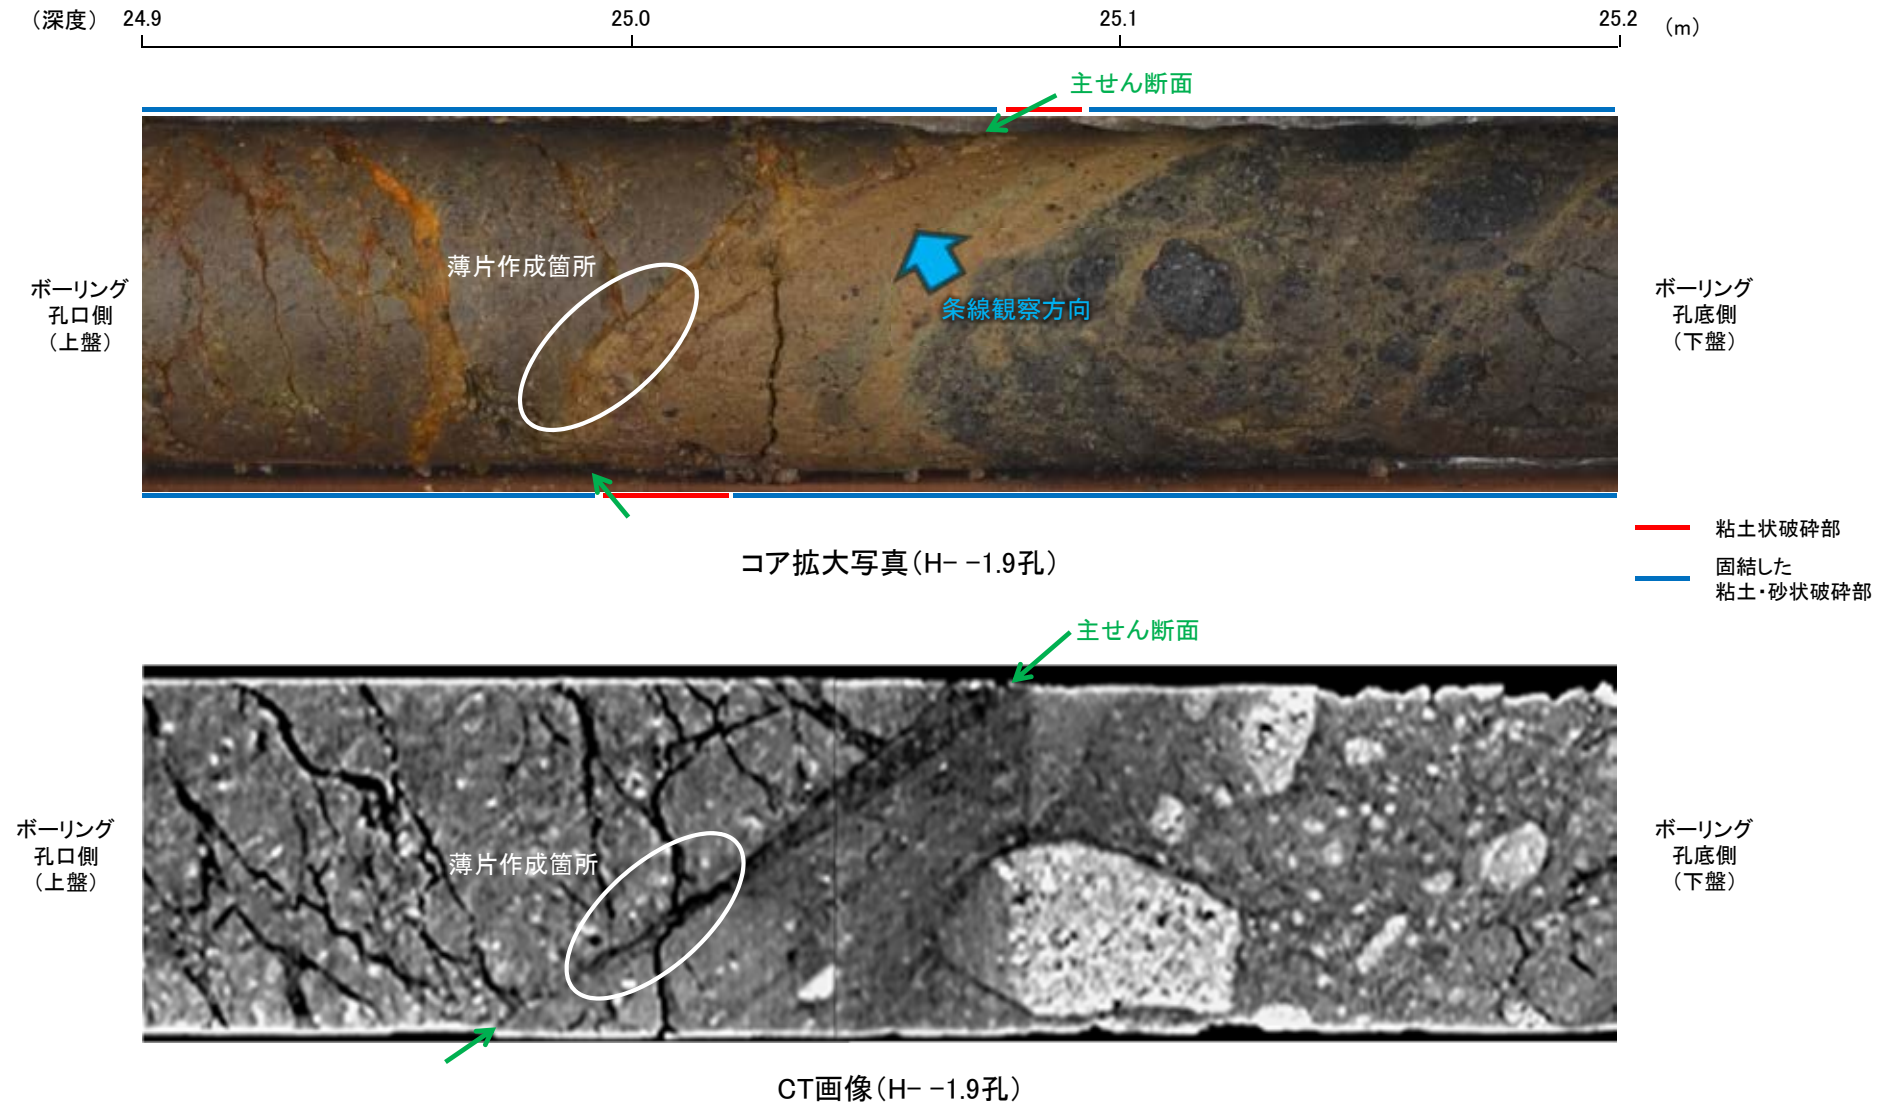 （深度） 24.9 25.0 25.1 25.2 （m）
主せん断面
薄片作成箇所
条線観察方向
ボーリング
孔口側
（上盤）
ボーリング
孔底側
（下盤）
コア拡大写真（H- -1.9孔）
粘土状破砕部
固結した
粘土・砂状破砕部
主せん断面
薄片作成箇所
ボーリング
孔口側
（上盤）
ボーリング
孔底側
（下盤）
CT画像（H- -1.9孔）